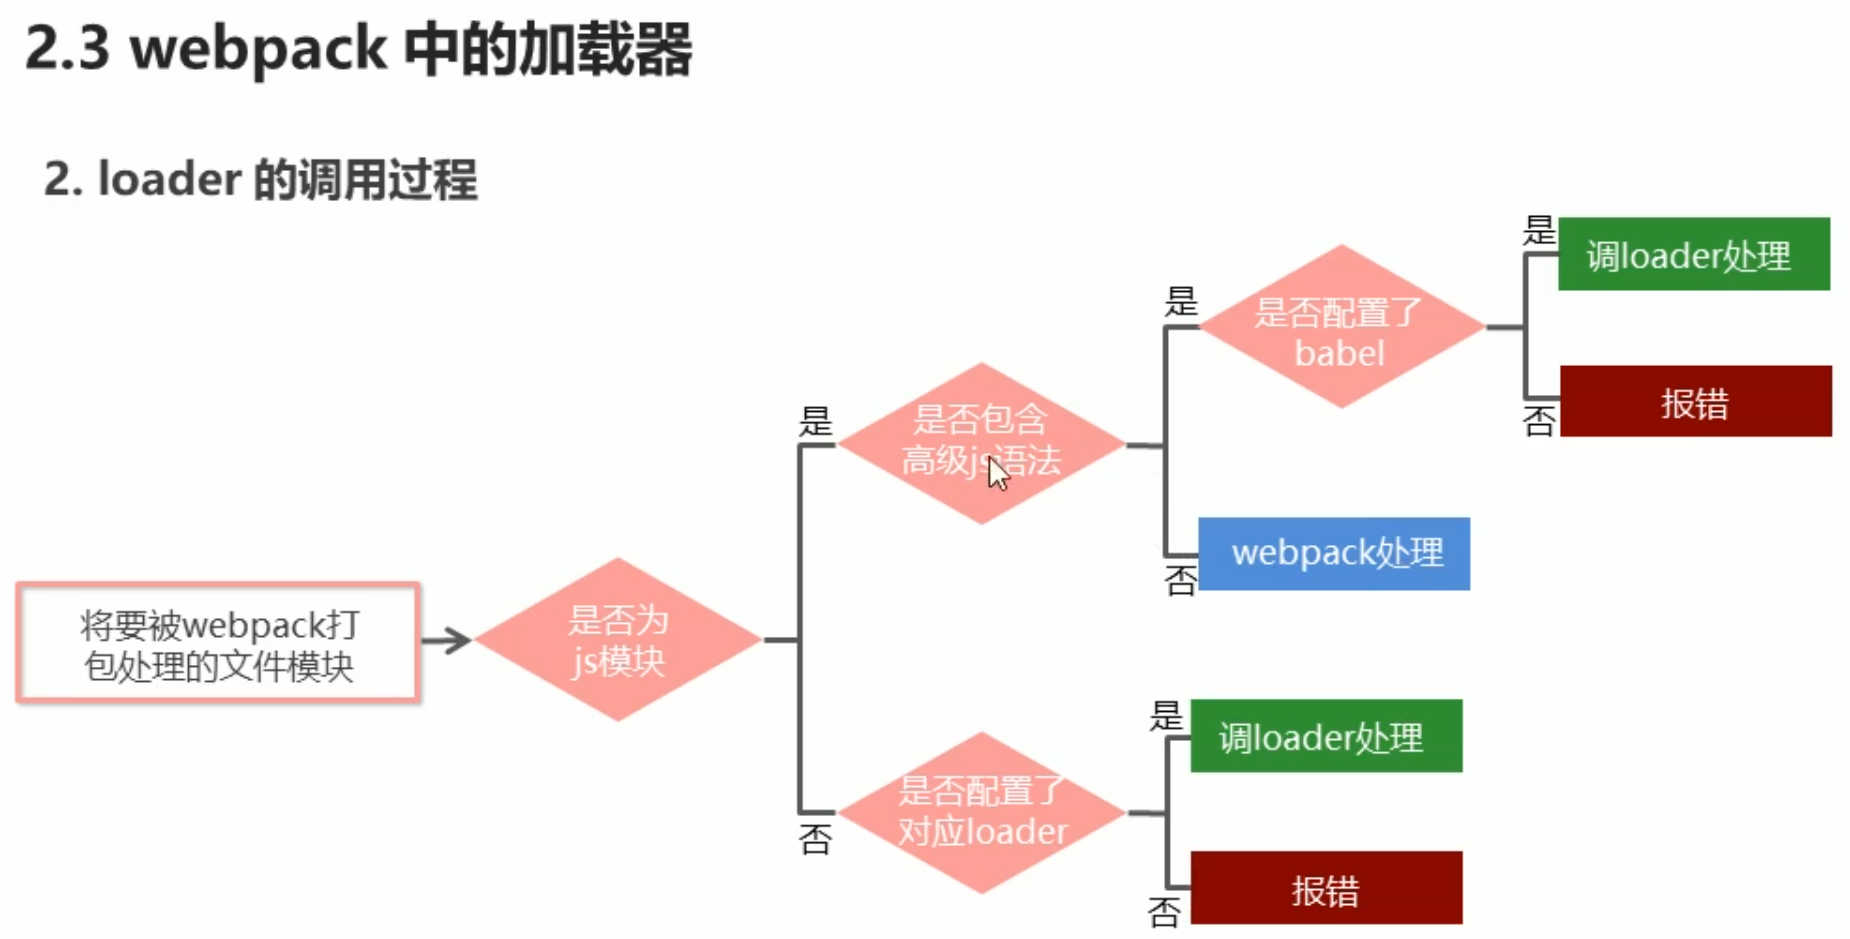 2.3 webpack 中的加载器
2. loader 的调用过程
将要被webpack打
包处理的文件模块
是否为
js模块
是
是否包含
高级js语法
是
是否配置了
babel
是
调loader处理
否
报错
否
webpack处理
否
是否配置了
对应loader
是
调loader处理
否
报错